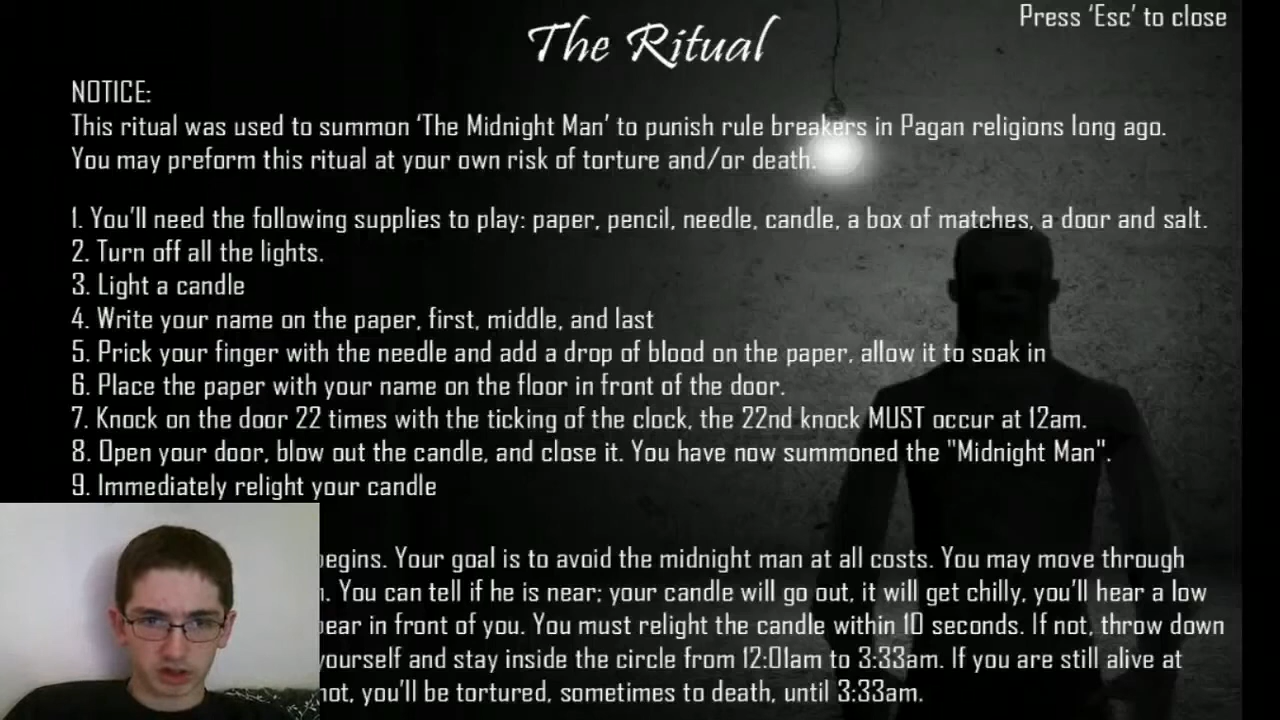 Press ‘Esc’ to close
The Ritual
NOTICE:
This ritual was used to summon ‘The Midnight Man’ to punish rule breakers in Pagan religions long ago.
You may preform this ritual at your own risk of torture and/or death.
1. You’ll need the following supplies to play: paper, pencil, needle, candle, a box of matches, a door and salt.
2. Turn off all the lights.
3. Light a candle
4. Write your name on the paper, first, middle, and last
5. Prick your finger with the needle and add a drop of blood on the paper, allow it to soak in
6. Place the paper with your name on the floor in front of the door.
7. Knock on the door 22 times with the ticking of the clock, the 22nd knock MUST occur at 12am.
8. Open your door, blow out the candle, and close it. You have now summoned the "Midnight Man".
9. Immediately relight your candle
Your goal is to avoid the midnight man at all costs. You may move through
You can tell if he is near; your candle will go out, it will get chilly, you’ll hear a low
in front of you. You must relight the candle within 10 seconds. If not, throw down
yourself and stay inside the circle from 12:01am to 3:33am. If you are still alive at
not, you’ll be tortured, sometimes to death, until 3:33am.